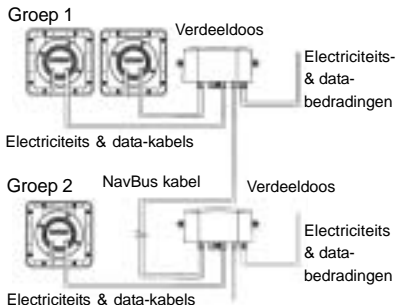 Groep 1
Verdeeldoos
Electriciteits-
& data-
bedradingen
Electriciteits & data-kabels
Groep 2
NavBus kabel
Verdeeldoos
Electriciteits
& data-
bedradingen
Electriciteits & data-kabels